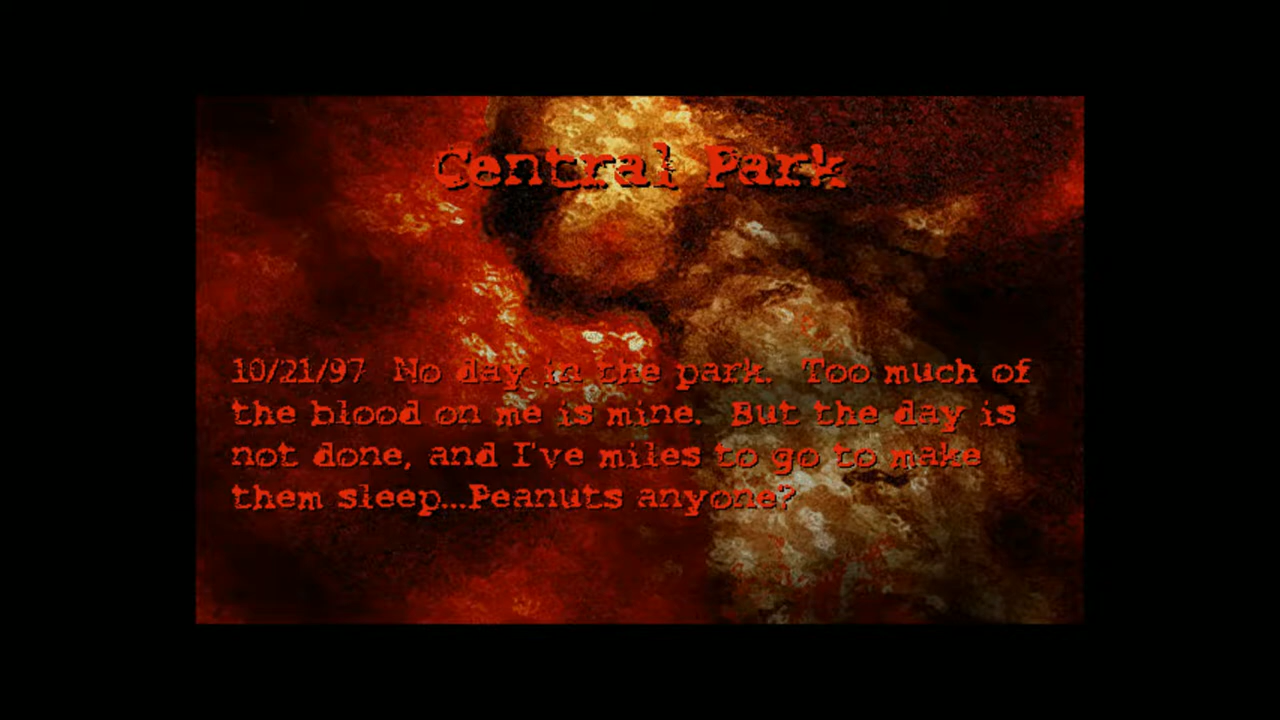 Central Park
10/21/97 No day in the park. Too much of
the blood on me is mine. But the day is
not done, and I've miles to go to make
them sleep...Peanuts anyone?